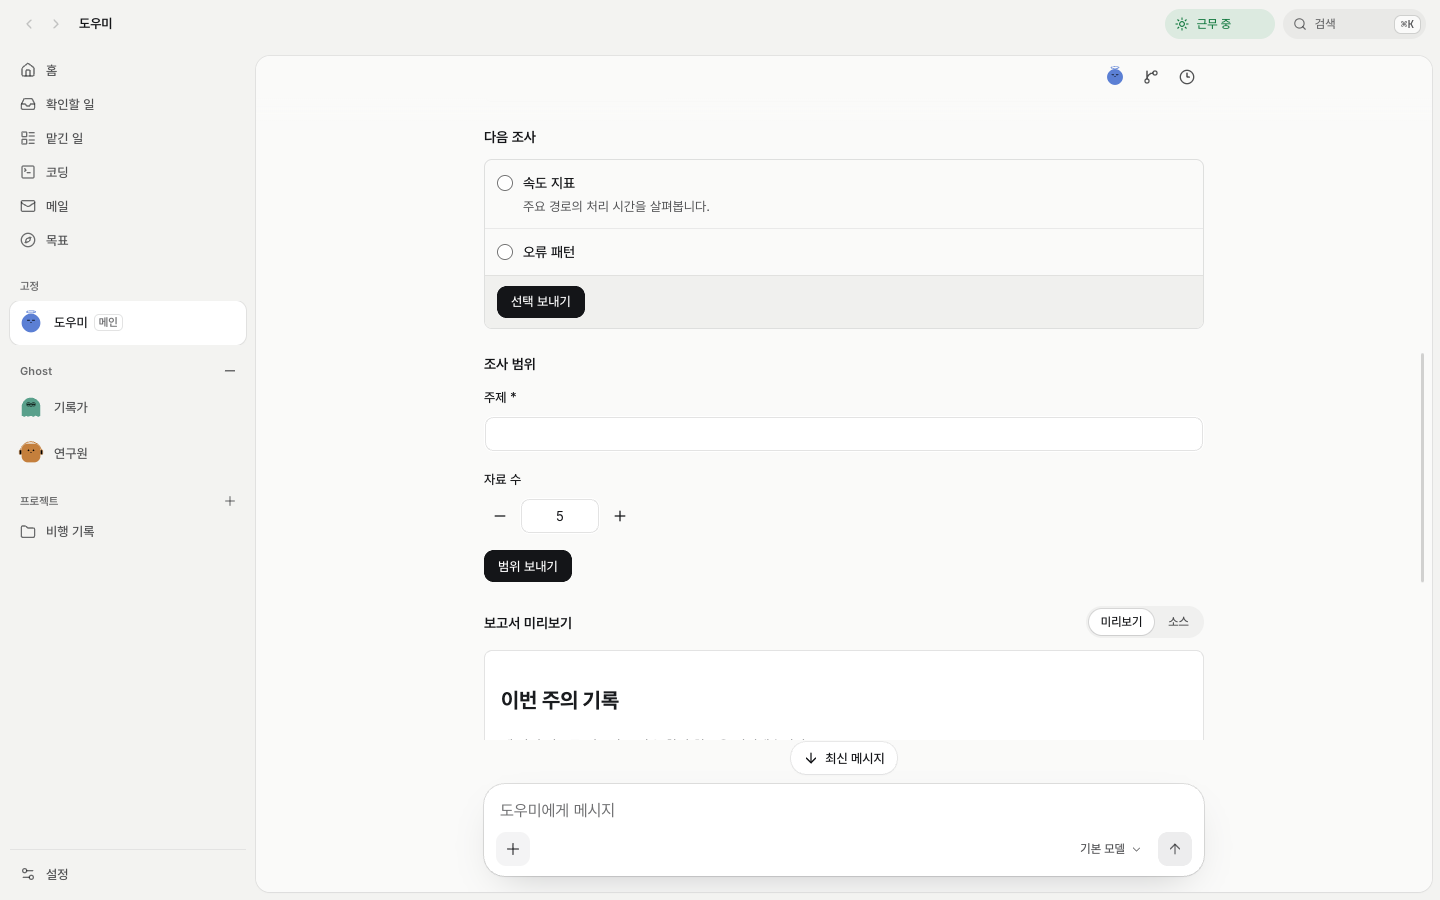 도우미
근무 중
검색
⌘K
홈
확인할 일
맡긴 일
코딩
메일
목표
고정
도우미 메인
Ghost
기록가
연구원
프로젝트
비행 기록
설정
다음 조사
속도 지표
주요 경로의 처리 시간을 살펴봅니다.
오류 패턴
선택 보내기
조사 범위
주제 *
자료 수
5
범위 보내기
보고서 미리보기
미리보기 소스
이번 주의 기록
최신 메시지
도우미에게 메시지
기본 모델